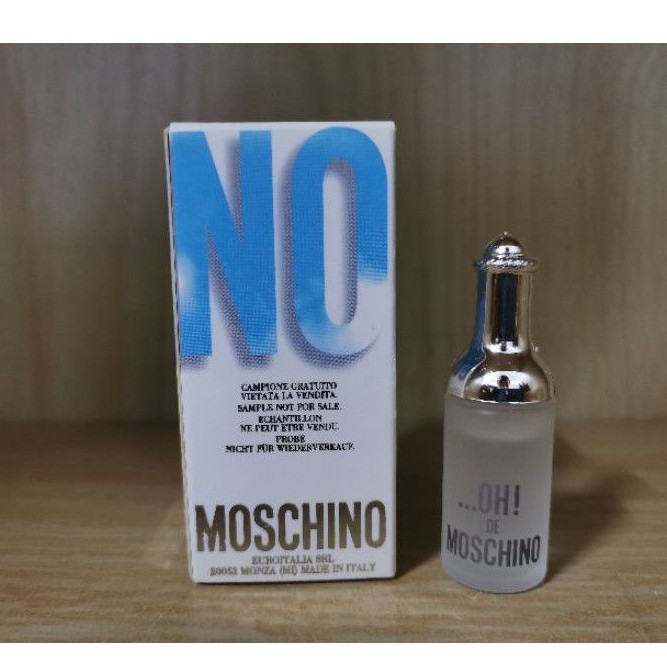 NO
CAMPIONE GRATUITO
VIETATA LA VENDITA.
SAMPLE NOT FOR SALE.
ECHANTILLON
NE PEUT ETRE VENDU.
PROBE
NICHT FÜR WIEDERVERKAUF.
MOSCHINO
EUROITALIA SRL
20052 MONZA (MI) MADE IN ITALY
...OH!
DE
MOSCHINO